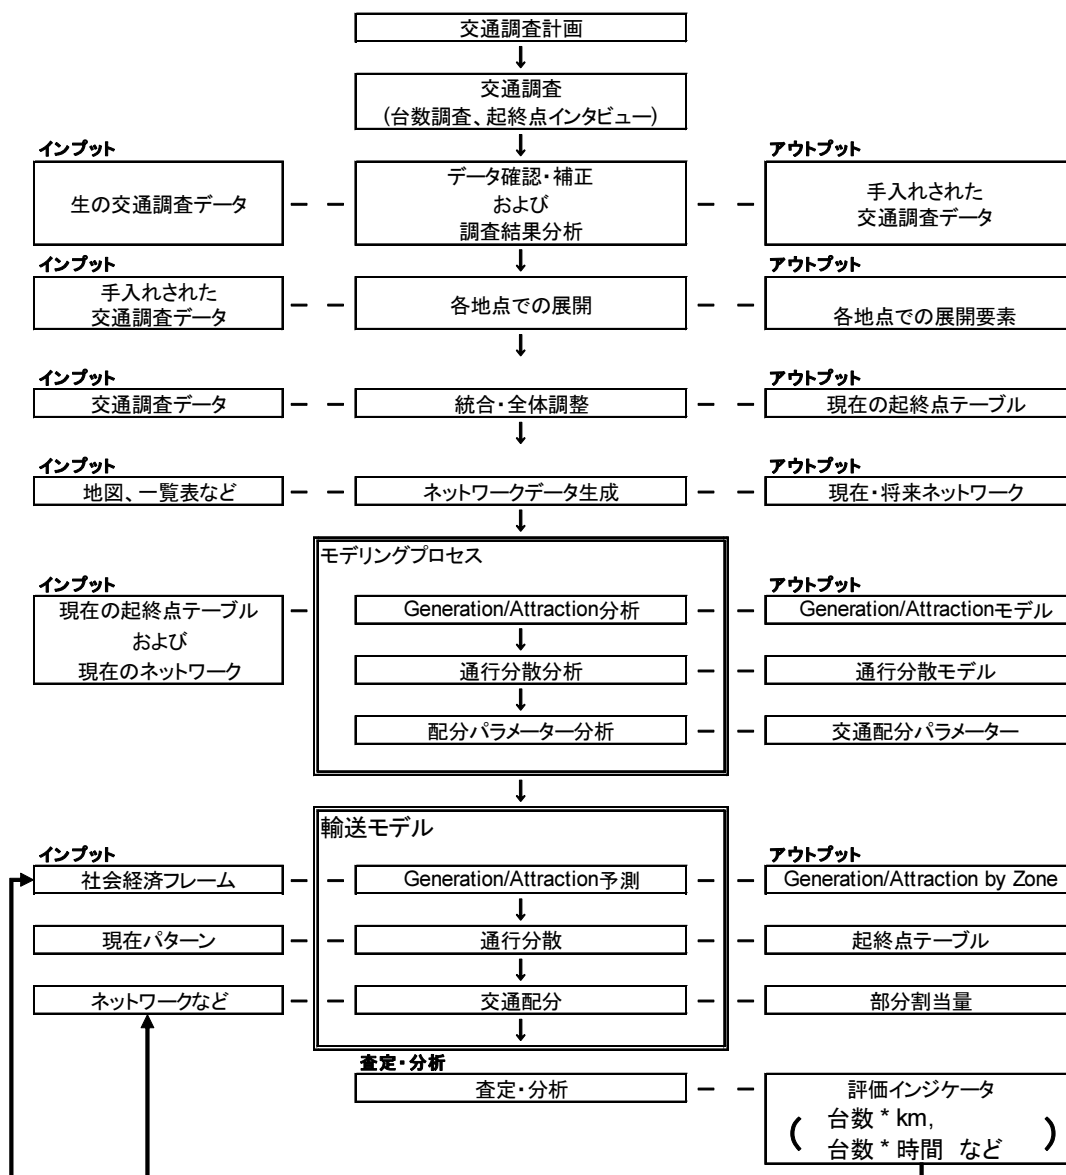 交通調査計画
交通調査
(台数調査、起終点インタビュー)
インプット
アウトプット
生の交通調査データ
データ確認・補正
および
調査結果分析
手入れされた
交通調査データ
インプット
アウトプット
手入れされた
交通調査データ
各地点での展開
各地点での展開要素
インプット
アウトプット
交通調査データ
統合・全体調整
現在の起終点テーブル
インプット
アウトプット
地図、一覧表など
ネットワークデータ生成
現在・将来ネットワーク
モデリングプロセス
インプット
アウトプット
現在の起終点テーブル
および
現在のネットワーク
Generation/Attraction分析
Generation/Attractionモデル
通行分散分析
通行分散モデル
配分パラメーター分析
交通配分パラメーター
輸送モデル
インプット
アウトプット
社会経済フレーム
Generation/Attraction予測
Generation/Attraction by Zone
現在パターン
通行分散
起終点テーブル
ネットワークなど
交通配分
部分割当量
査定・分析
査定・分析
評価インジケータ
( 台数 * km,
台数 * 時間 など )